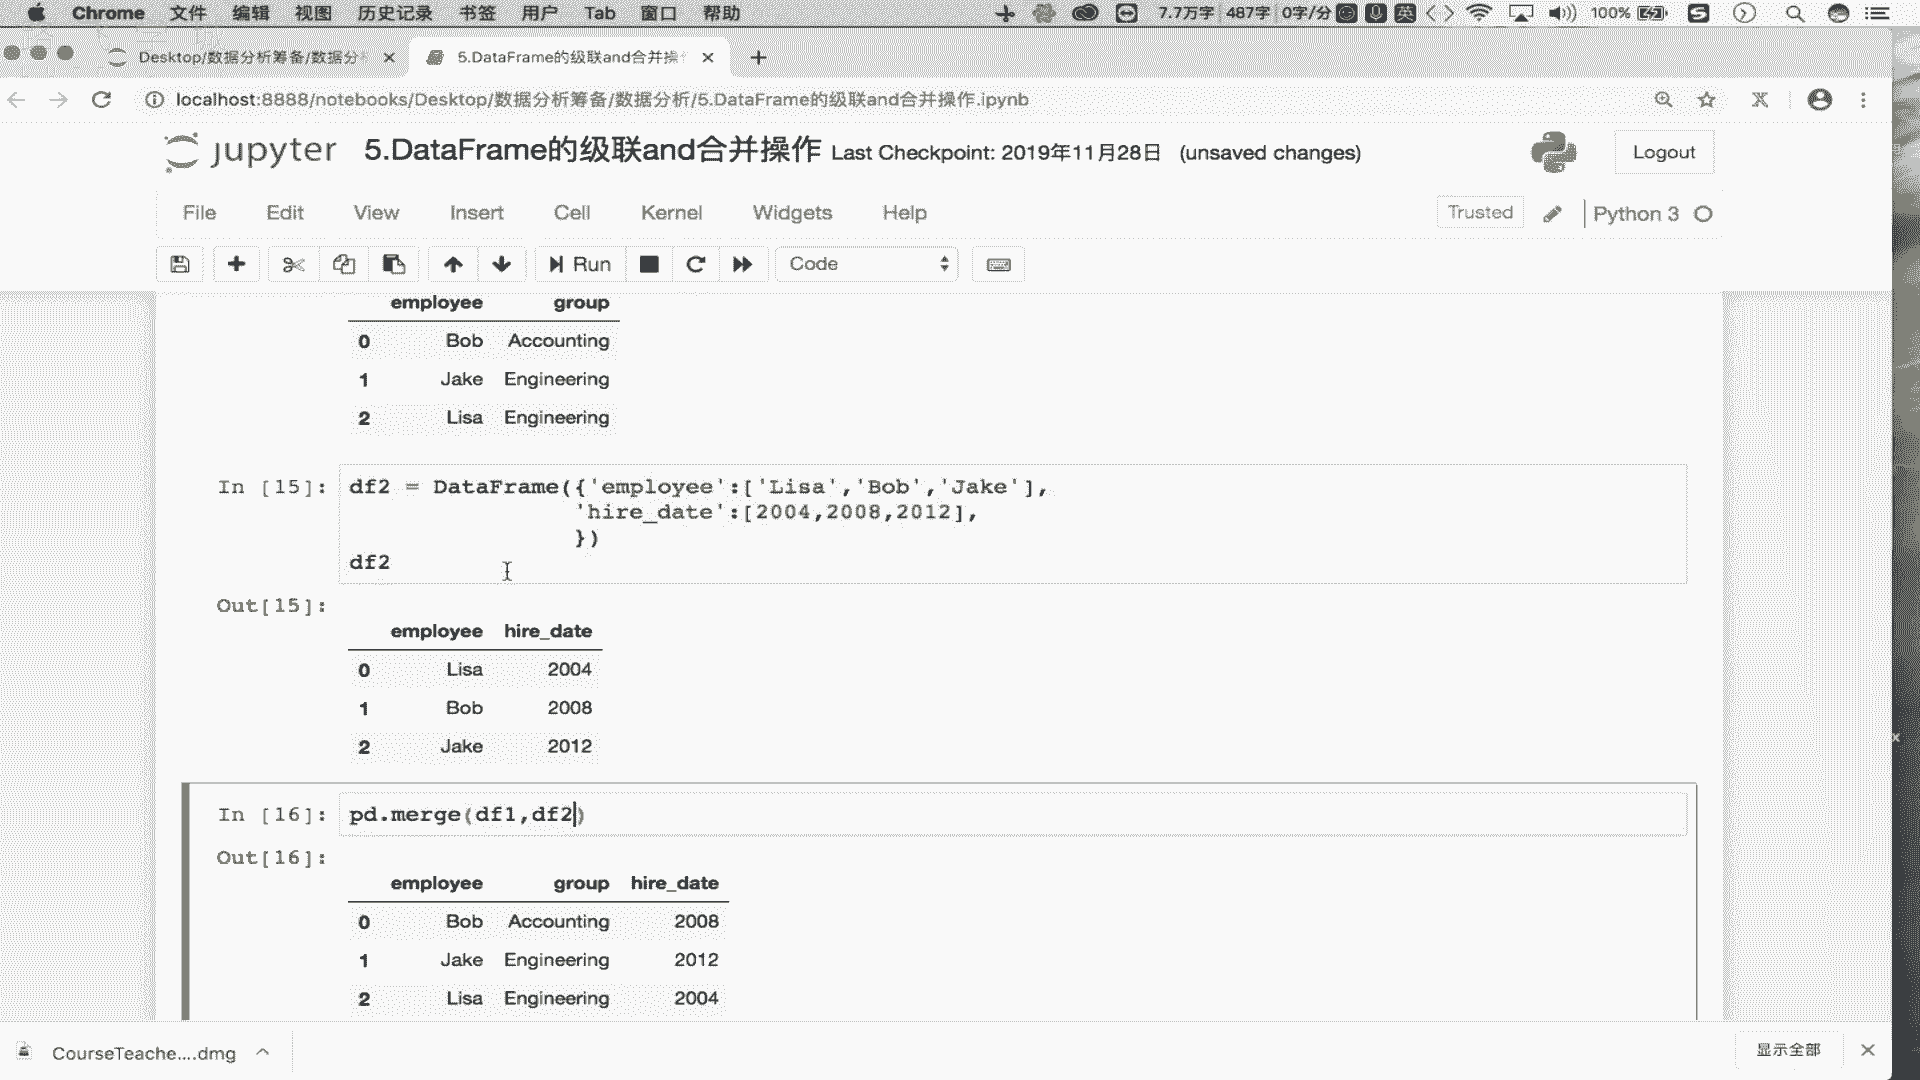 Chrome 文件 编辑 视图 历史记录 书签 用户 Tab 窗口 帮助 7.7万字 487字 0字/分 英 100%
Desktop/数据分析筹备/数据分 5.DataFrame的级联and合并操
localhost:8888/notebooks/Desktop/数据分析筹备/数据分析/5.DataFrame的级联and合并操作.ipynb
jupyter 5.DataFrame的级联and合并操作 Last Checkpoint: 2019年11月28日 (unsaved changes) Logout
File Edit View Insert Cell Kernel Widgets Help Trusted Python 3
Run Code
employee group
0 Bob Accounting
1 Jake Engineering
2 Lisa Engineering
In [15]: df2 = DataFrame({'employee':['Lisa','Bob','Jake'],
'hire_date':[2004,2008,2012],
})
df2
Out[15]:
employee hire_date
0 Lisa 2004
1 Bob 2008
2 Jake 2012
In [16]: pd.merge(df1,df2)
Out[16]:
employee group hire_date
0 Bob Accounting 2008
1 Jake Engineering 2012
2 Lisa Engineering 2004
CourseTeache....dmg 显示全部